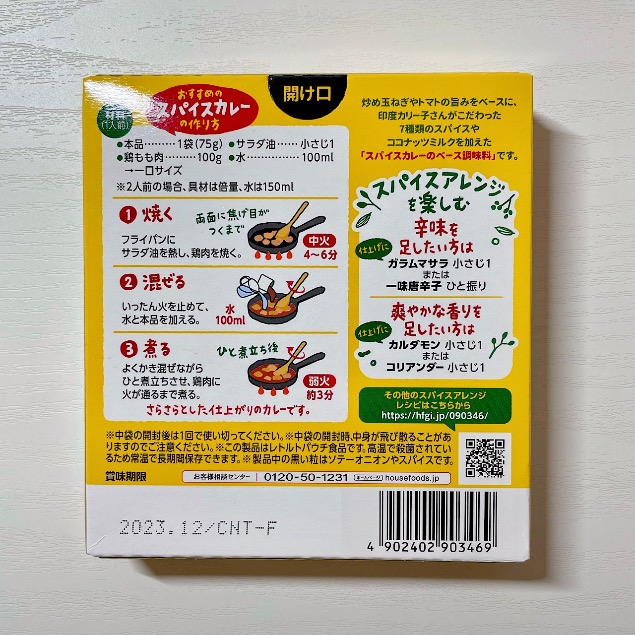 おすすめの
スパイスカレー
の作り方
開け口
材料
(1人前)
●本品………1袋(75g) ●サラダ油……小さじ1
●鶏もも肉………100g ●水………100ml
→一口サイズ
※2人前の場合、具材は倍量、水は150ml
1 焼く
両面に焦げ目が
つくまで
フライパンに
サラダ油を熱し、鶏肉を焼く。
中火
4~6分
2 混ぜる
いったん火を止めて、
水と本品を加える。
水
100ml
3 煮る
ひと煮立ち後
よくかき混ぜながら
ひと煮立ちさせ、鶏肉に
火が通るまで煮る。
弱火
約3分
さらさらとした仕上がりのカレーです。
炒め玉ねぎやトマトの旨みをベースに、
印度カリー子さんがこだわった
7種類のスパイスや
ココナッツミルクを加えた
「スパイスカレーのベース調味料」です。
スパイスアレンジ
を楽しむ
辛味を
足したい方は
仕上げに
ガラムマサラ 小さじ1
または
一味唐辛子 ひと振り
爽やかな香りを
足したい方は
仕上げに
カルダモン 小さじ1
または
コリアンダー 小さじ1
その他のスパイスアレンジ
レシピはこちらから
https://hfgi.jp/090346/
※中袋の開封後は1回で使い切ってください。※中袋の開封時、中身が飛び散ることがあ
りますのでご注意ください。※この製品はレトルトパウチ食品です。高温で殺菌されてい
るため常温で長期間保存できます。※製品中の黒い粒はソテーオニオンやスパイスです。
賞味期限
お客様相談センター 0120-50-1231 ホームページ housefoods.jp
2023.12/CNT-F
4 902402 903469